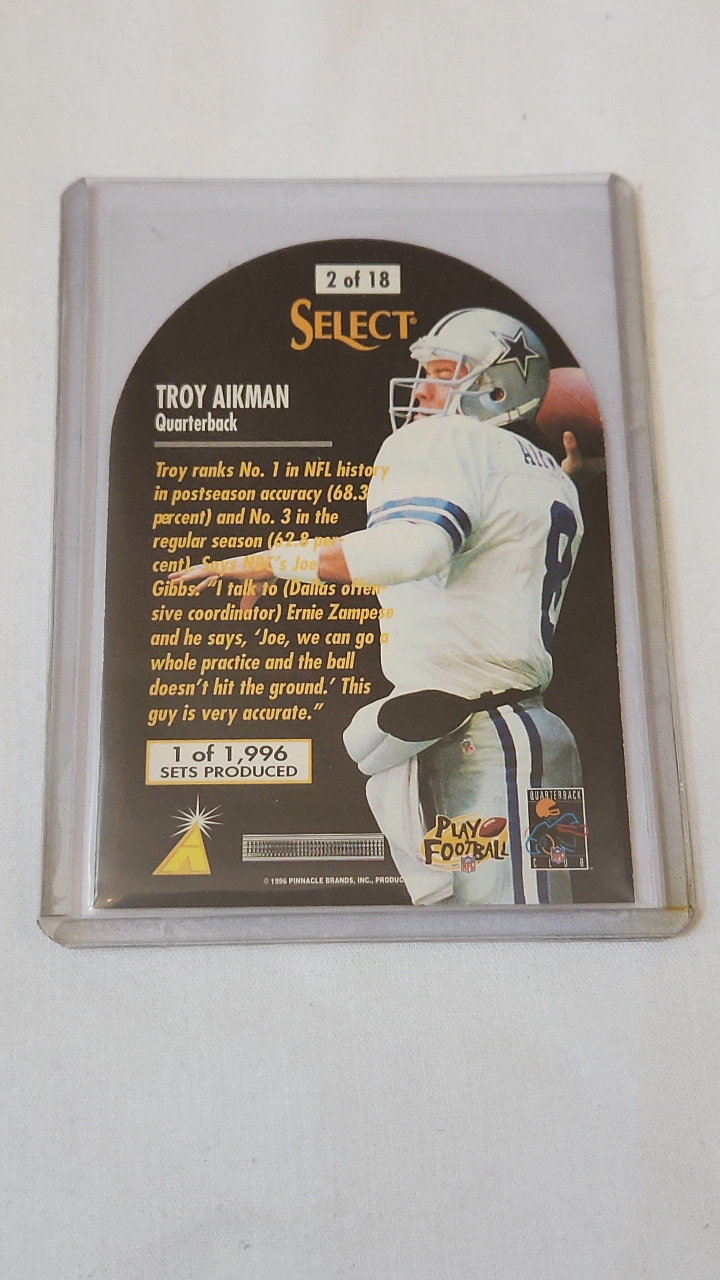 2 of 18
SELECT
TROY AIKMAN
Quarterback
Troy ranks No. 1 in NFL history
in postseason accuracy (68.3
percent) and No. 3 in the
regular season (62.8 per-
cent). Says NBC's Joe
Gibbs: "I talk to (Dallas offen-
sive coordinator) Ernie Zampese
and he says, 'Joe, we can go a
whole practice and the ball
doesn't hit the ground.' This
guy is very accurate."
1 of 1,996
SETS PRODUCED
8
PLAY
FOOTBALL
NFL
QUARTERBACK
CLUB
© 1996 PINNACLE BRANDS, INC., PRODUC